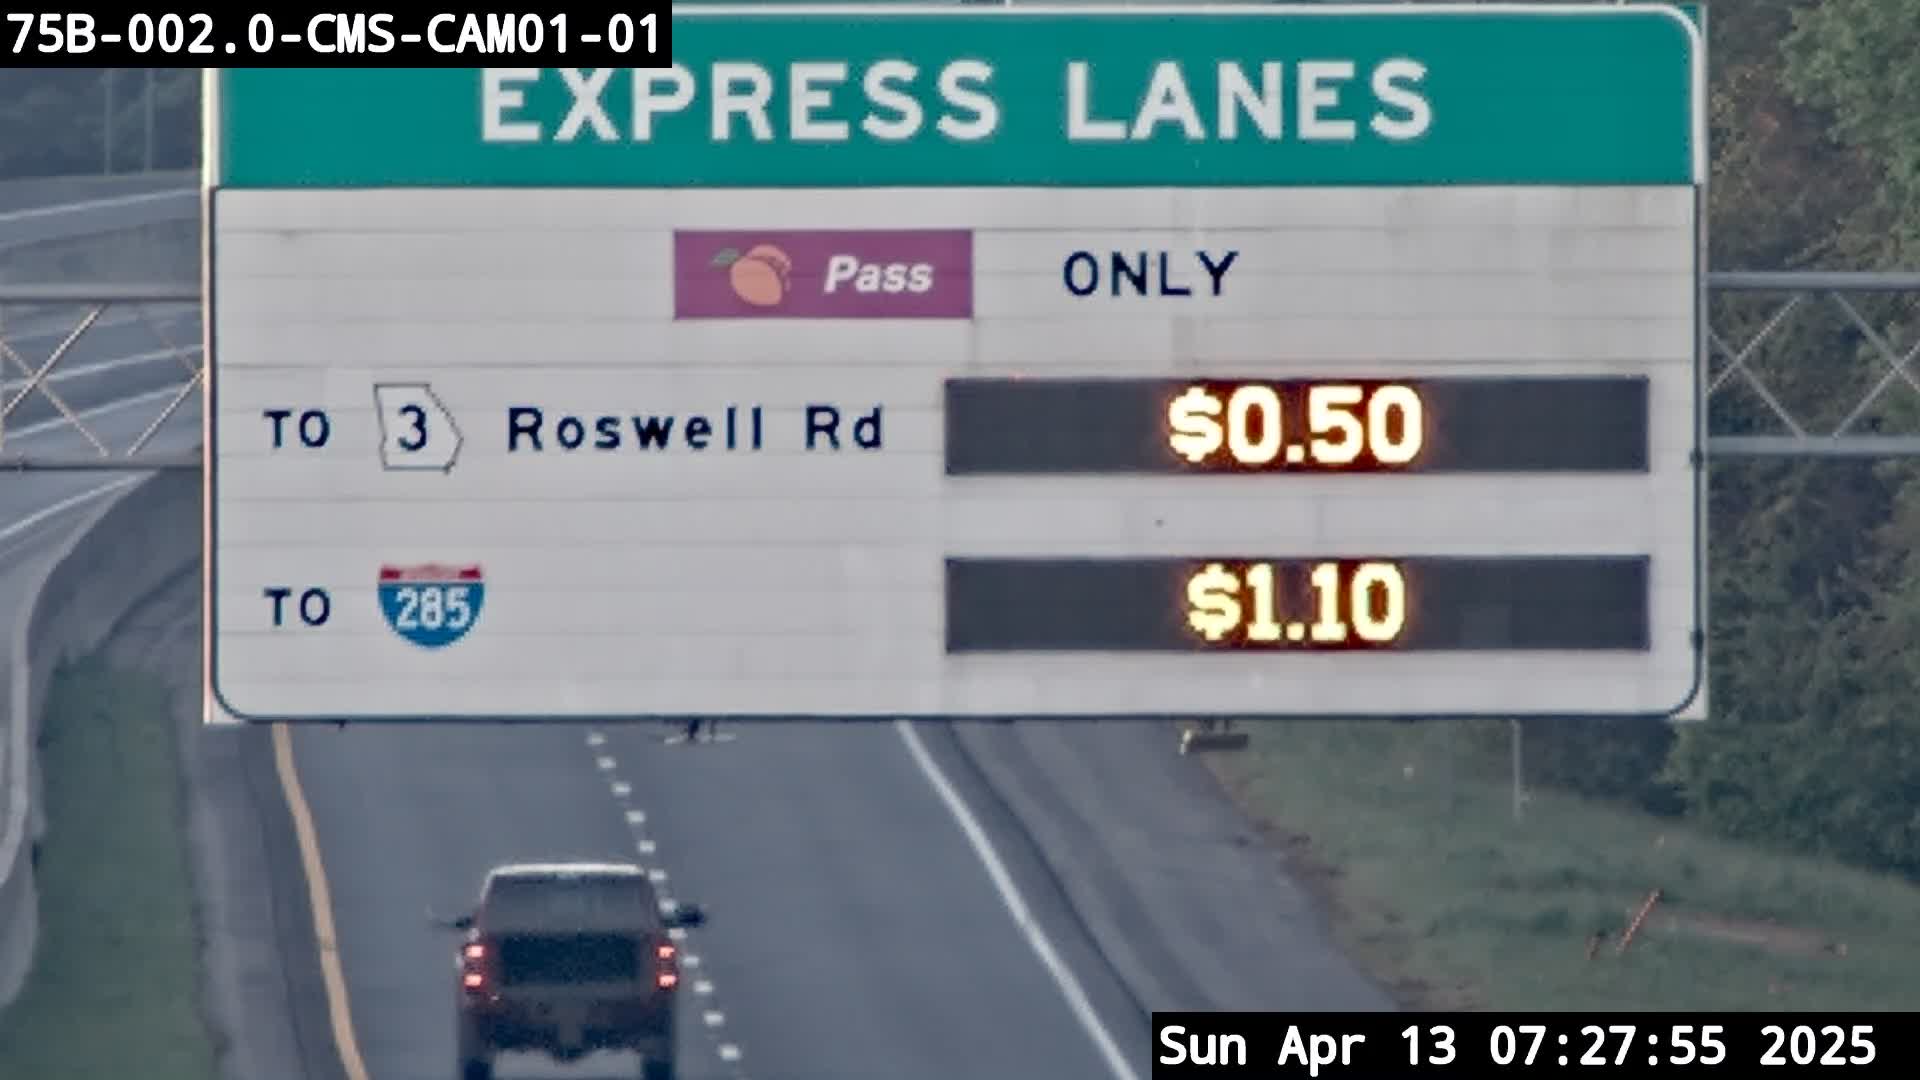 75B-002.0-CMS-CAM01-01
EXPRESS LANES
Pass ONLY
TO 3 Roswell Rd $0.50
TO 285 $1.10
Sun Apr 13 07:27:55 2025